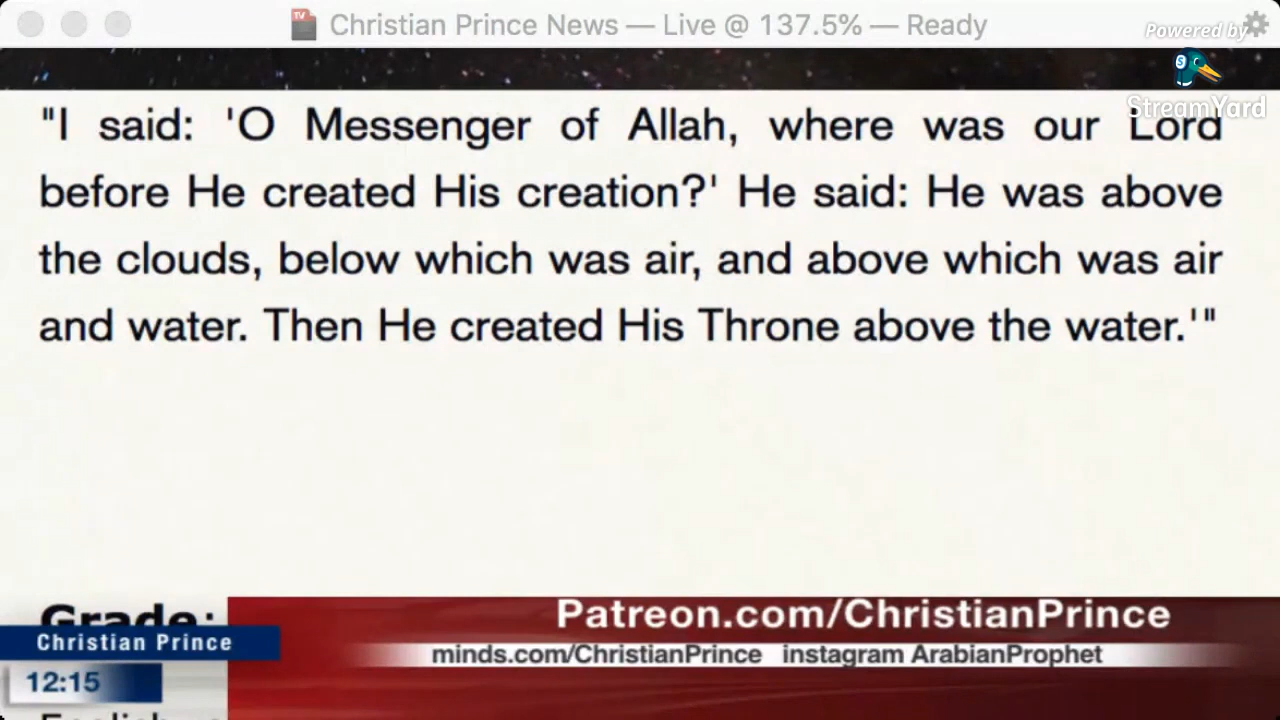 Christian Prince News — Live @ 137.5% — Ready
Powered by
StreamYard
"I said: 'O Messenger of Allah, where was our Lord
before He created His creation?' He said: He was above
the clouds, below which was air, and above which was air
and water. Then He created His Throne above the water.'"
Grade:
Patreon.com/ChristianPrince
Christian Prince
minds.com/ChristianPrince instagram ArabianProphet
12:15